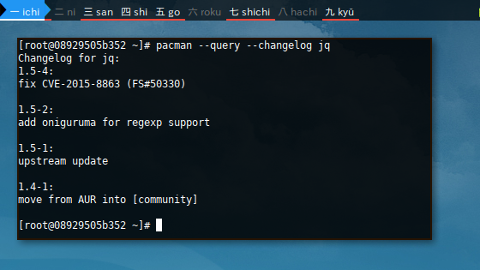 一 ichi 二 ni 三 san 四 shi 五 go 六 roku 七 shichi 八 hachi 九 kyū
[root@08929505b352 ~]# pacman --query --changelog jq
Changelog for jq:
1.5-4:
fix CVE-2015-8863 (FS#50330)

1.5-2:
add oniguruma for regexp support

1.5-1:
upstream update

1.4-1:
move from AUR into [community]

[root@08929505b352 ~]#